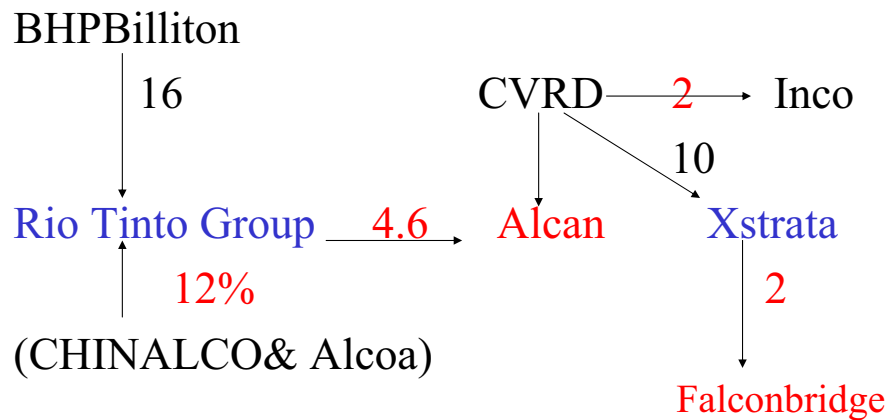 BHPBilliton
16
CVRD 2 Inco
10
Rio Tinto Group 4.6 Alcan Xstrata
12% 2
(CHINALCO& Alcoa)
Falconbridge